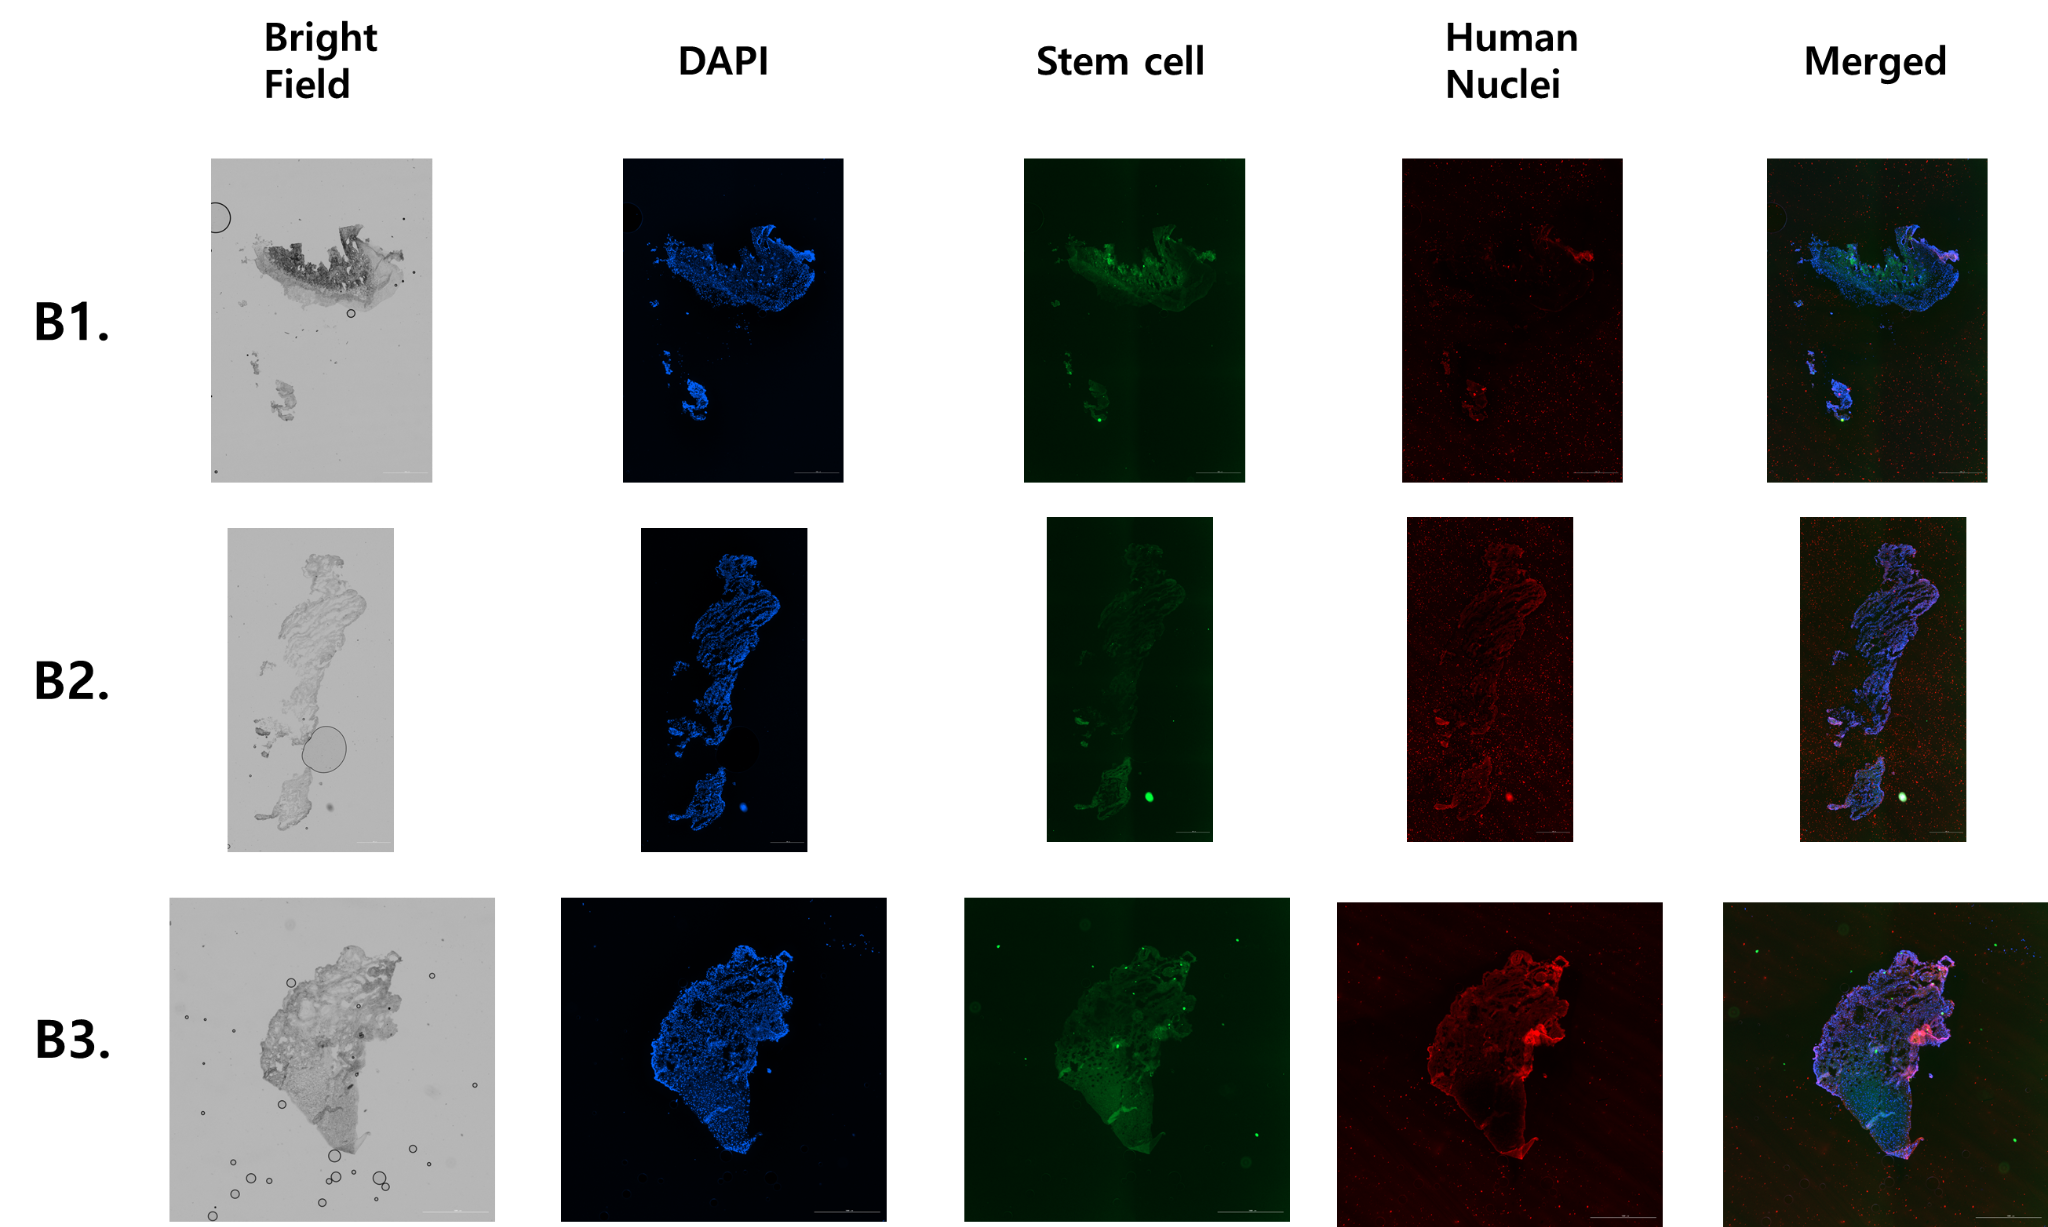 Bright
Field
DAPI
Stem cell
Human
Nuclei
Merged
B1.
B2.
B3.